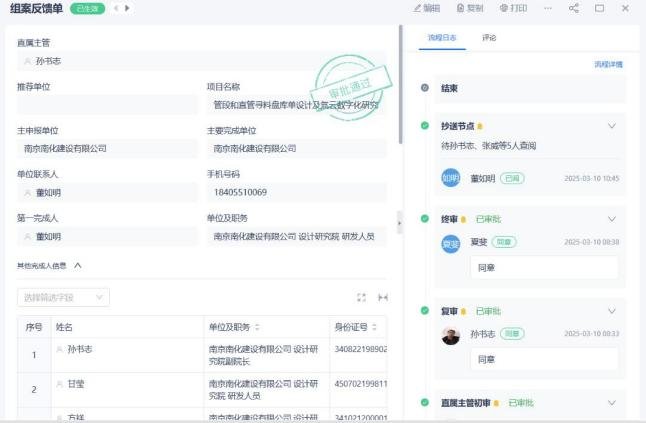 组案反馈单 已生效 编辑 复制 打印
直属主管
孙书志
推荐单位 项目名称
管段和直管寻料盘库单设计及氚云数字化研究
审批通过
主申报单位 主要完成单位
南京南化建设有限公司 南京南化建设有限公司
单位联系人 手机号码
董如明 18405510069
第一完成人 单位及职务
董如明 南京南化建设有限公司 设计研究院 研发人员
其他完成人信息
选择筛选字段
序号 姓名 单位及职务 身份证号
1 孙书志 南京南化建设有限公司 设计研究院副院长 340822198902
2 甘莹 南京南化建设有限公司 设计研究院 研发人员 450702199811
方祥 南京南化建设有限公司 设计研 341021200001
流程日志 评论
流程详情
结束
抄送节点
待孙书志、张威等5人查阅
如明 董如明 已阅 2025-03-10 10:45
终审 已审批
夏斐 夏斐 同意 2025-03-10 08:38
同意
复审 已审批
孙书志 同意 2025-03-10 08:33
同意
直属主管初审 已审批